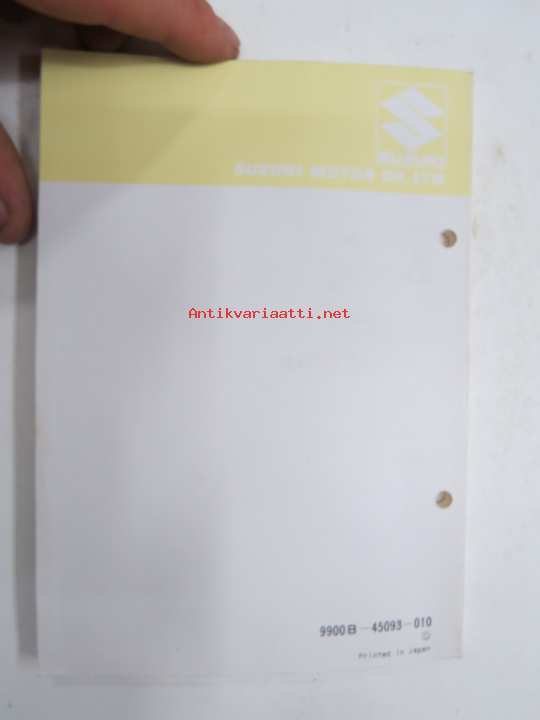 SUZUKI
SUZUKI MOTOR CO., LTD.
Antikvariaatti.net
9900B-45093-010
Printed in Japan